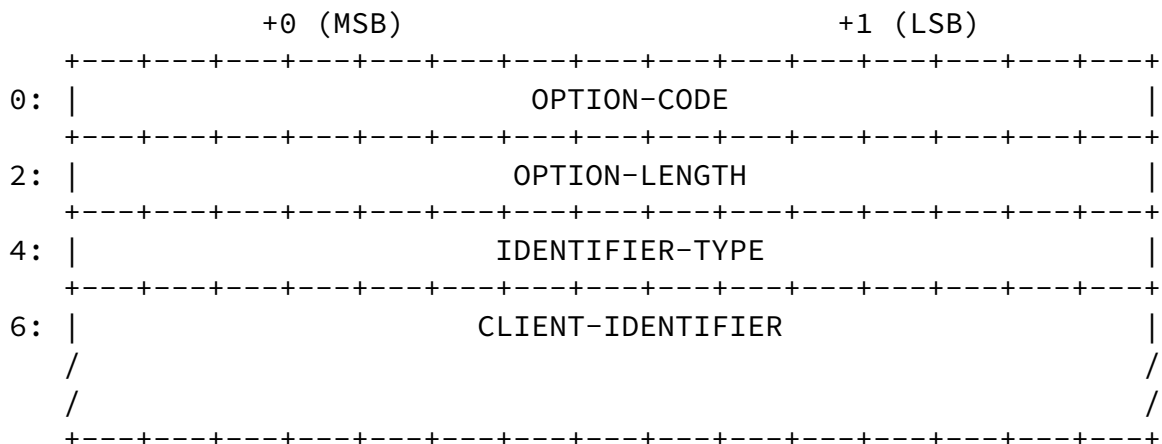 +0 (MSB)                            +1 (LSB)
   +---+---+---+---+---+---+---+---+---+---+---+---+---+---+---+
0: |                         OPTION-CODE                       |
   +---+---+---+---+---+---+---+---+---+---+---+---+---+---+---+
2: |                        OPTION-LENGTH                      |
   +---+---+---+---+---+---+---+---+---+---+---+---+---+---+---+
4: |                       IDENTIFIER-TYPE                     |
   +---+---+---+---+---+---+---+---+---+---+---+---+---+---+---+
6: |                      CLIENT-IDENTIFIER                    |
   /                                                           /
   /                                                           /
   +---+---+---+---+---+---+---+---+---+---+---+---+---+---+---+